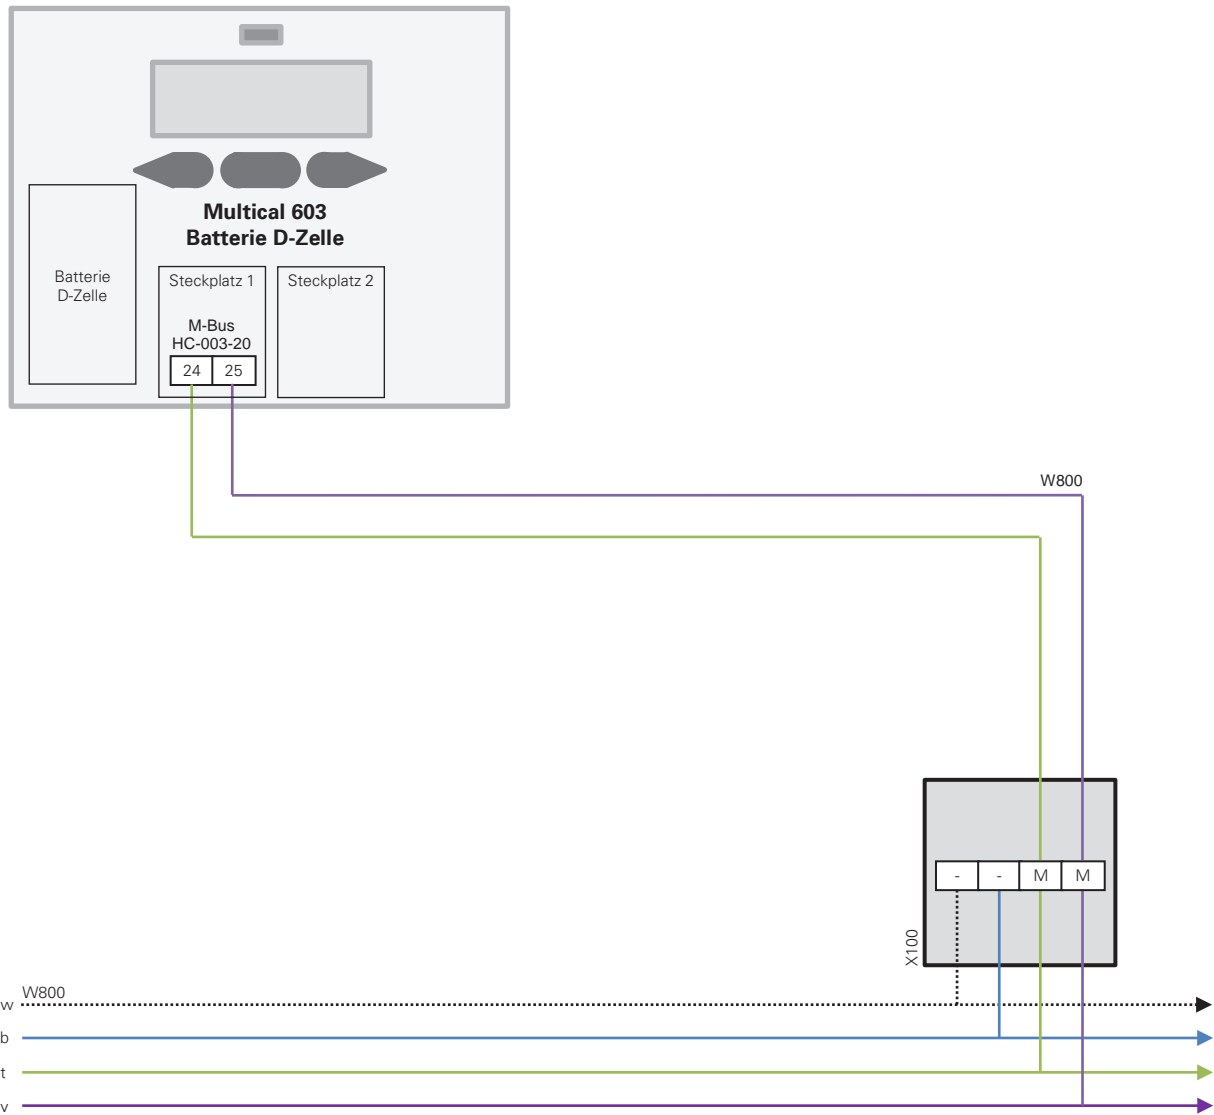 Multical 603
Batterie D-Zelle
Batterie
D-Zelle
Steckplatz 1
M-Bus
HC-003-20
24 25
Steckplatz 2
W800
- - M M
X100
W800
w
b
t
v